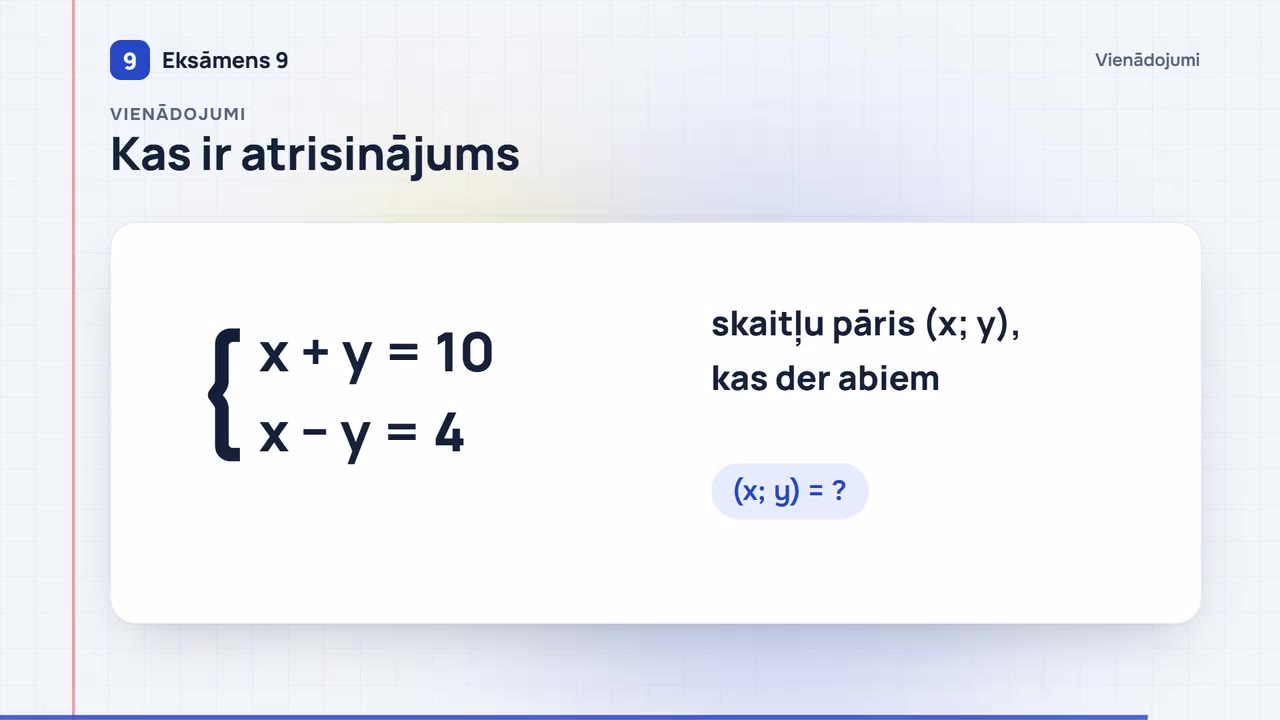 9 Eksāmens 9
Vienādojumi
VIENĀDOJUMI
Kas ir atrisinājums
{ x + y = 10
x − y = 4
skaitļu pāris (x; y),
kas der abiem
(x; y) = ?